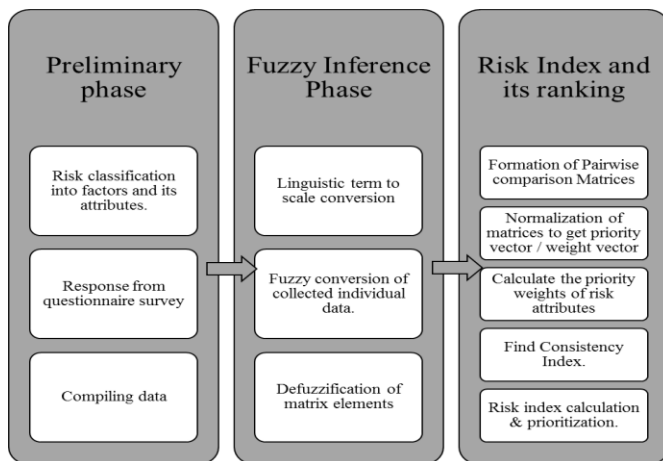 Preliminary
phase
Risk classification
into factors and its
attributes.
Response from
questionnaire survey
Compiling data
Fuzzy Inference
Phase
Linguistic term to
scale conversion
Fuzzy conversion of
collected individual
data.
Defuzzification of
matrix elements
Risk Index and
its ranking
Formation of Pairwise
comparison Matrices
Normalization of
matrices to get priority
vector / weight vector
Calculate the priority
weights of risk
attributes
Find Consistency
Index.
Risk index calculation
& prioritization.